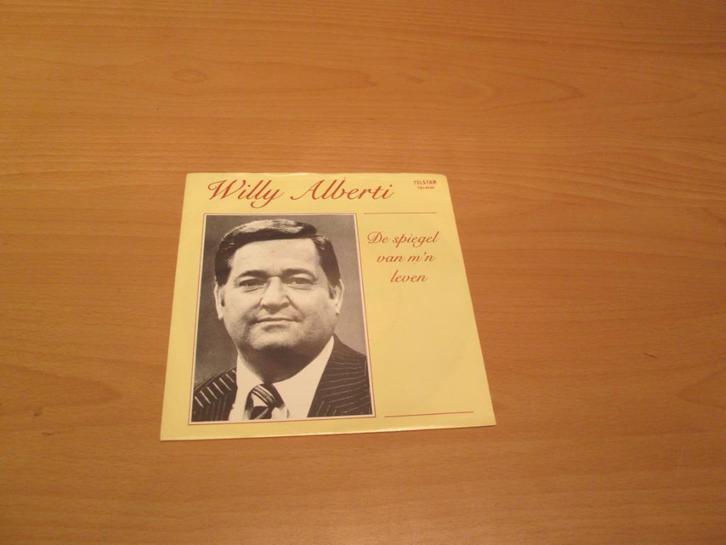 Willy Alberti
TELSTAR
De spiegel
van m'n
leven